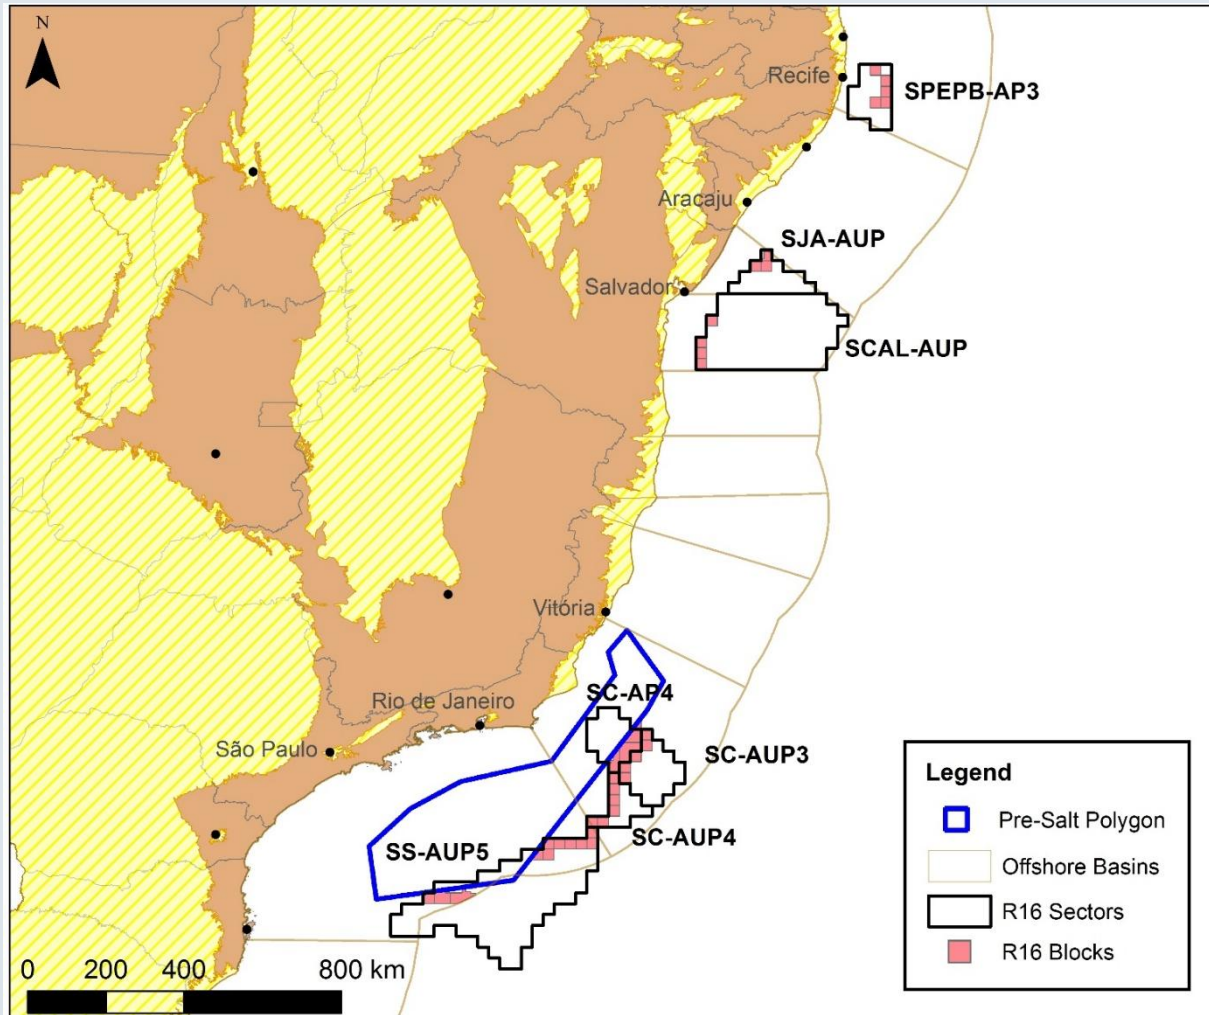 N
Recife
SPEPB-AP3
Aracaju
SJA-AUP
Salvador
SCAL-AUP
Vitória
SC-AP4
Rio de Janeiro
São Paulo
SC-AUP3
SC-AUP4
SS-AUP5
Legend
Pre-Salt Polygon
Offshore Basins
R16 Sectors
R16 Blocks
0 200 400 800 km